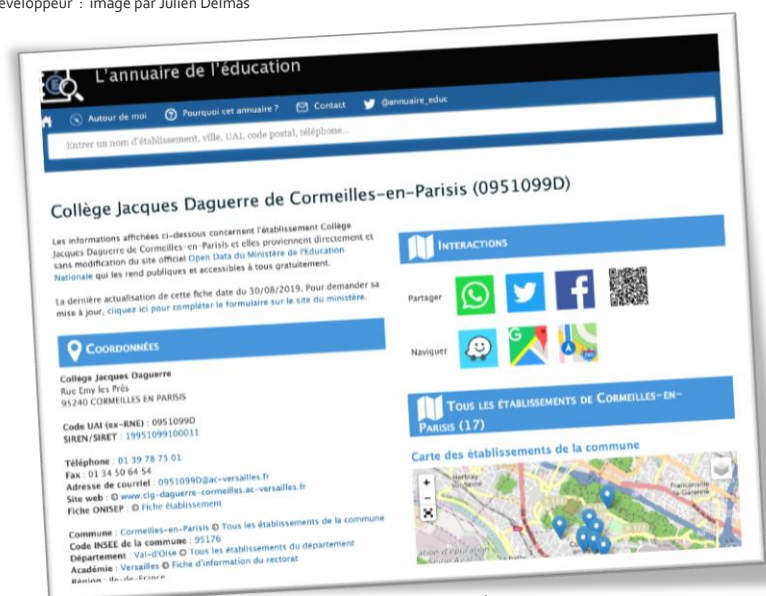 développeur : image par Julien Delmas
L'annuaire de l'éducation
Autour de moi
Pourquoi cet annuaire ?
Contact
@annuaire_educ
Entrer un nom d'établissement, ville, UAI, code postal, téléphone...
Collège Jacques Daguerre de Cormeilles-en-Parisis (0951099D)
Les informations affichées ci-dessous concernent l'établissement Collège
Jacques Daguerre de Cormeilles-en-Parisis et elles proviennent directement et
sans modification du site officiel Open Data du Ministère de l'Éducation
Nationale qui les rend publiques et accessibles à tous gratuitement.
La dernière actualisation de cette fiche date du 30/08/2019. Pour demander sa
mise à jour, cliquez ici pour compléter le formulaire sur le site du ministère.
COORDONNÉES
Collège Jacques Daguerre
Rue Emy les Prés
95240 CORMEILLES EN PARISIS
Code UAI (ex-RNE) : 0951099D
SIREN/SIRET : 19951099100011
Téléphone : 01 39 78 75 01
Fax : 01 34 50 64 54
Adresse de courriel : 0951099D@ac-versailles.fr
Site web : www.clg-daguerre-cormeilles.ac-versailles.fr
Fiche ONISEP : Fiche établissement
Commune : Cormeilles-en-Parisis Tous les établissements de la commune
Code INSEE de la commune : 95176
Département : Val-d'Oise Tous les établissements du département
Académie : Versailles Fiche d'information du rectorat
Région : Ile-de-France
INTERACTIONS
Partager
Naviguer
TOUS LES ÉTABLISSEMENTS DE CORMEILLES-EN-
PARISIS (17)
Carte des établissements de la commune
+
-
Franconville
-la-Garenne